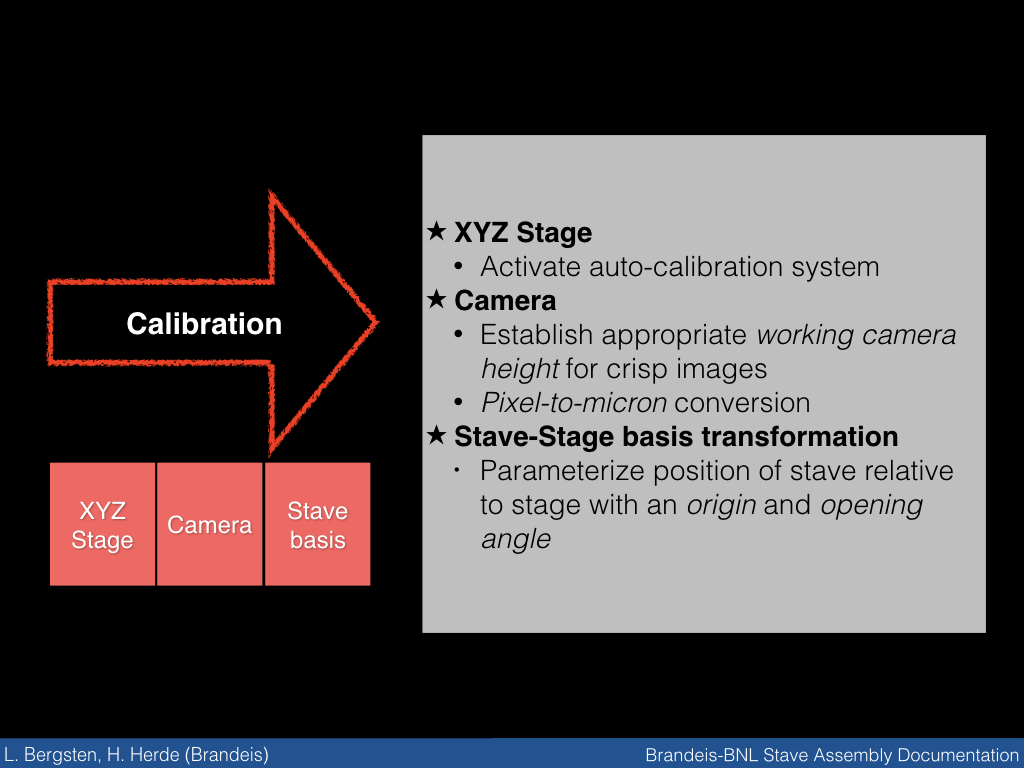 Calibration
XYZ
Stage
Camera
Stave
basis
★ XYZ Stage
• Activate auto-calibration system
★ Camera
• Establish appropriate working camera
height for crisp images
• Pixel-to-micron conversion
★ Stave-Stage basis transformation
• Parameterize position of stave relative
to stage with an origin and opening
angle
L. Bergsten, H. Herde (Brandeis)
Brandeis-BNL Stave Assembly Documentation